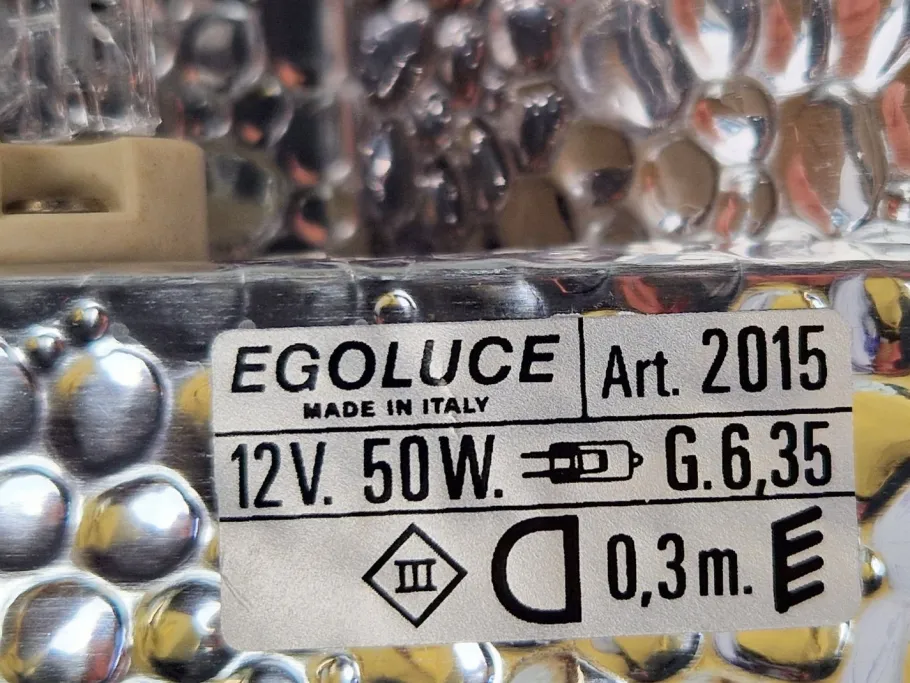 EGOLUCE Art. 2015
MADE IN ITALY
12V. 50W. G.6,35
III 0,3m.